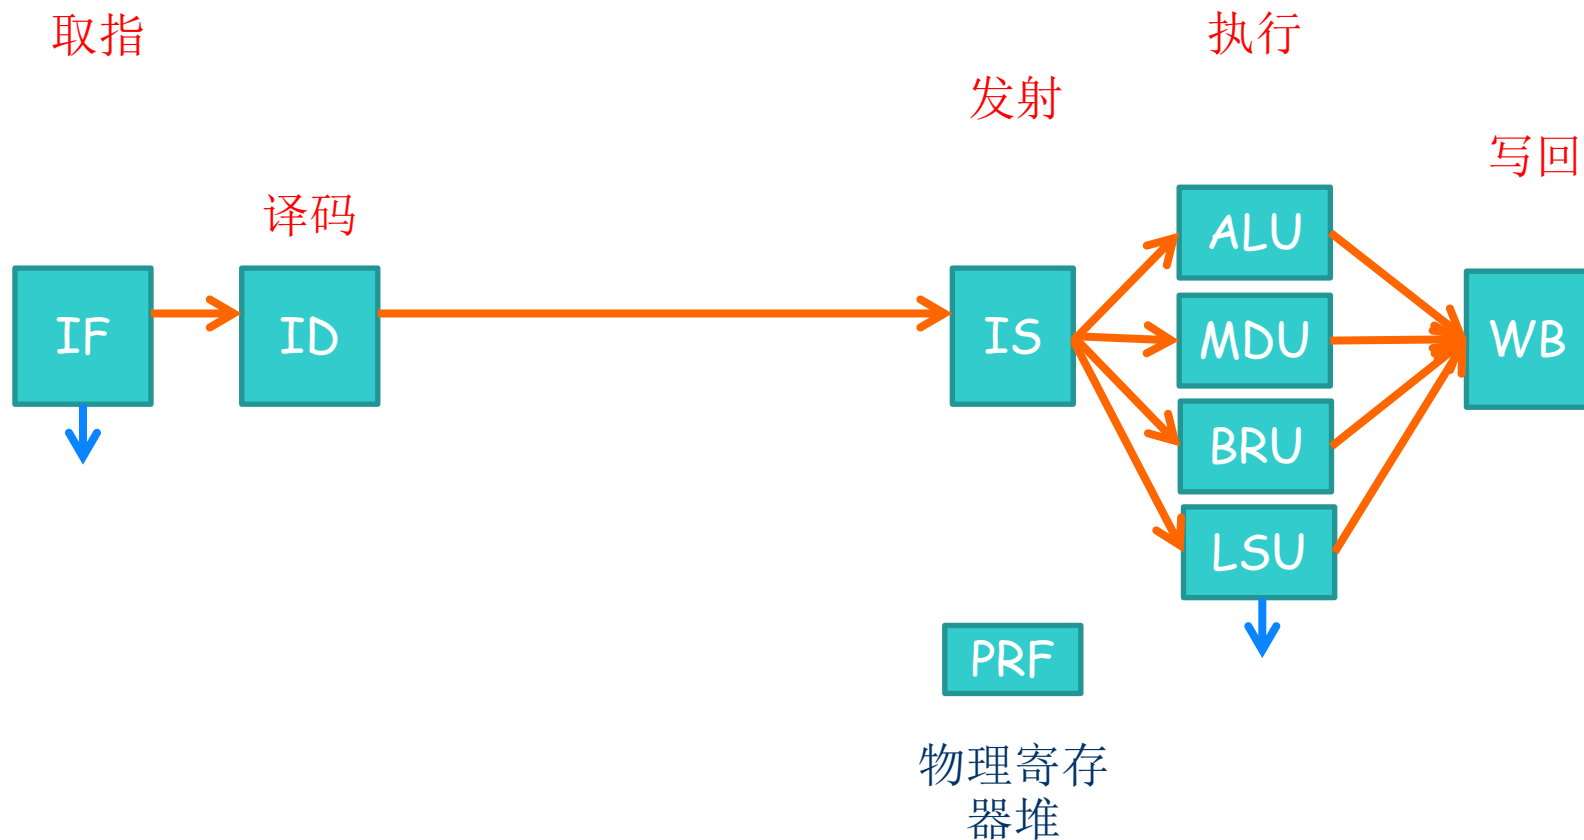 取指
执行
发射
写回
译码
ALU
IF
ID
IS
MDU
WB
BRU
LSU
PRF
物理寄存
器堆